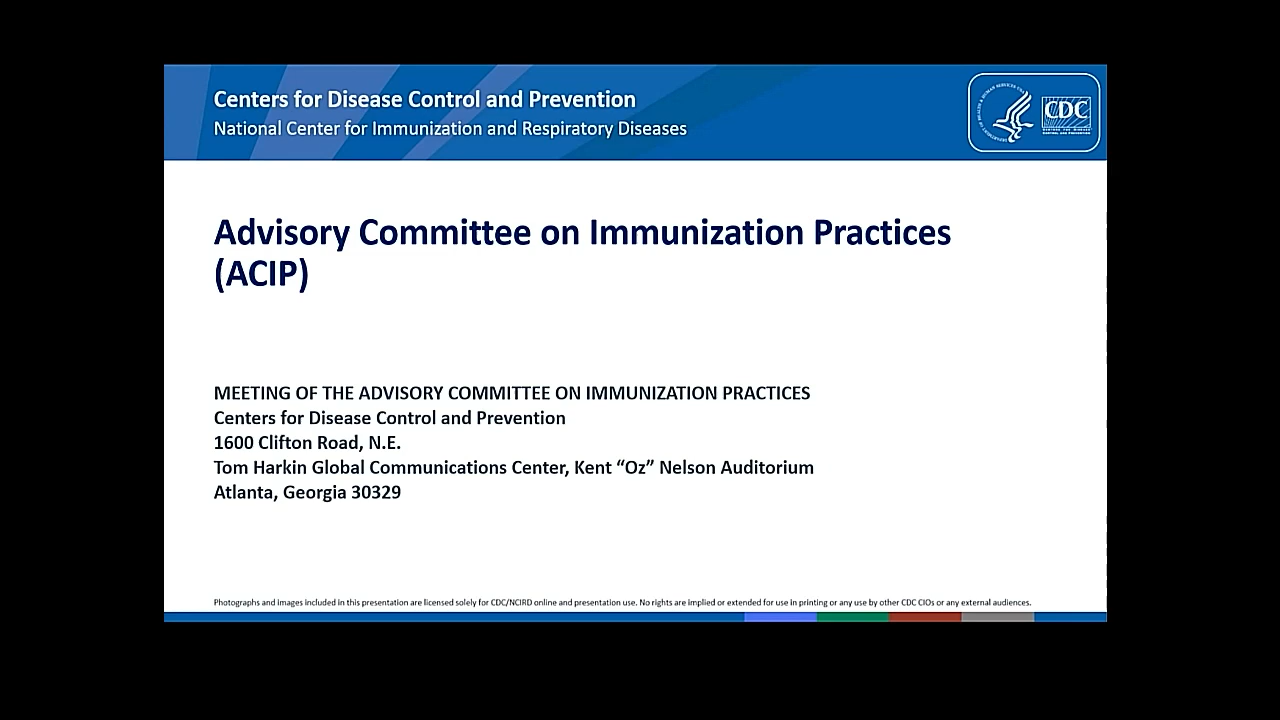 Centers for Disease Control and Prevention
National Center for Immunization and Respiratory Diseases
CDC
Advisory Committee on Immunization Practices
(ACIP)
MEETING OF THE ADVISORY COMMITTEE ON IMMUNIZATION PRACTICES
Centers for Disease Control and Prevention
1600 Clifton Road, N.E.
Tom Harkin Global Communications Center, Kent “Oz” Nelson Auditorium
Atlanta, Georgia 30329
Photographs and images included in this presentation are licensed solely for CDC/NCIRD online and presentation use. No rights are implied or extended for use in printing or any use by other CDC CIOs or any external audiences.